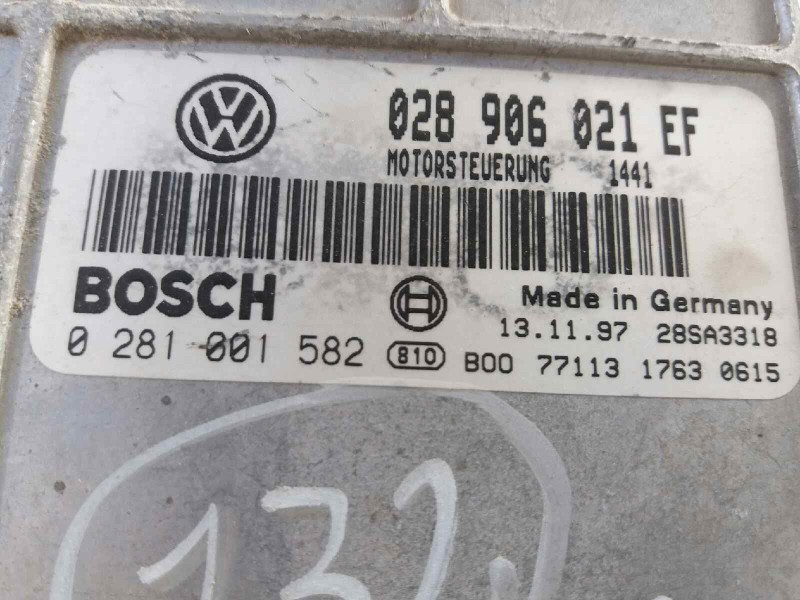 028 906 021 EF
MOTORSTEUERUNG 1441
BOSCH
Made in Germany
13.11.97 28SA3318
0 281 001 582 810 B00 77113 1763 0615
132